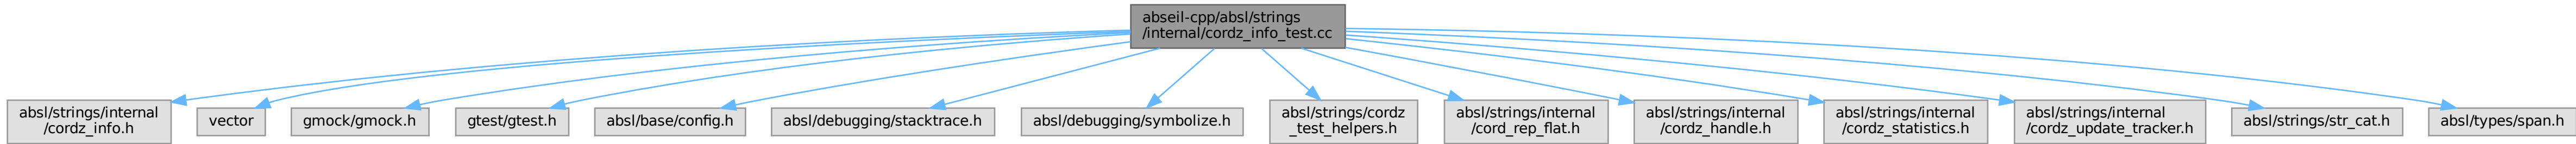 abseil-cpp/absl/strings
/internal/cordz_info_test.cc
absl/strings/internal
/cordz_info.h
vector
gmock/gmock.h
gtest/gtest.h
absl/base/config.h
absl/debugging/stacktrace.h
absl/debugging/symbolize.h
absl/strings/cordz
_test_helpers.h
absl/strings/internal
/cord_rep_flat.h
absl/strings/internal
/cordz_handle.h
absl/strings/internal
/cordz_statistics.h
absl/strings/internal
/cordz_update_tracker.h
absl/strings/str_cat.h
absl/types/span.h